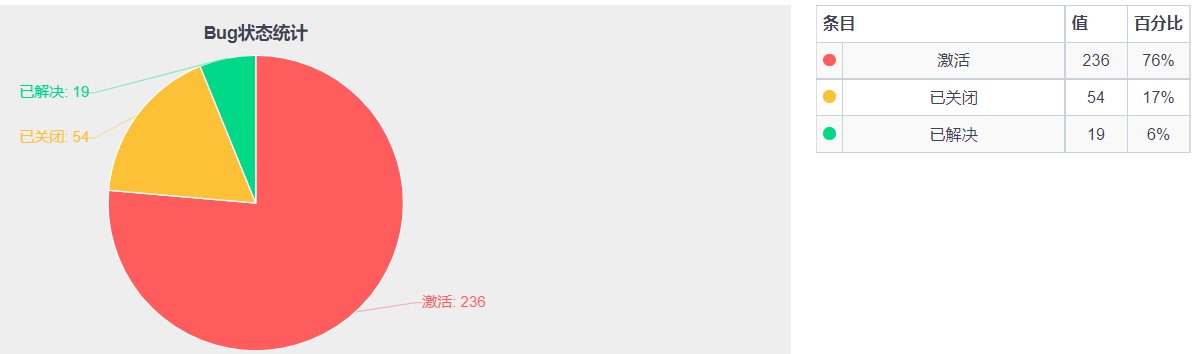 Bug状态统计
已解决: 19
已关闭: 54
激活: 236
条目 值 百分比
激活 236 76%
已关闭 54 17%
已解决 19 6%